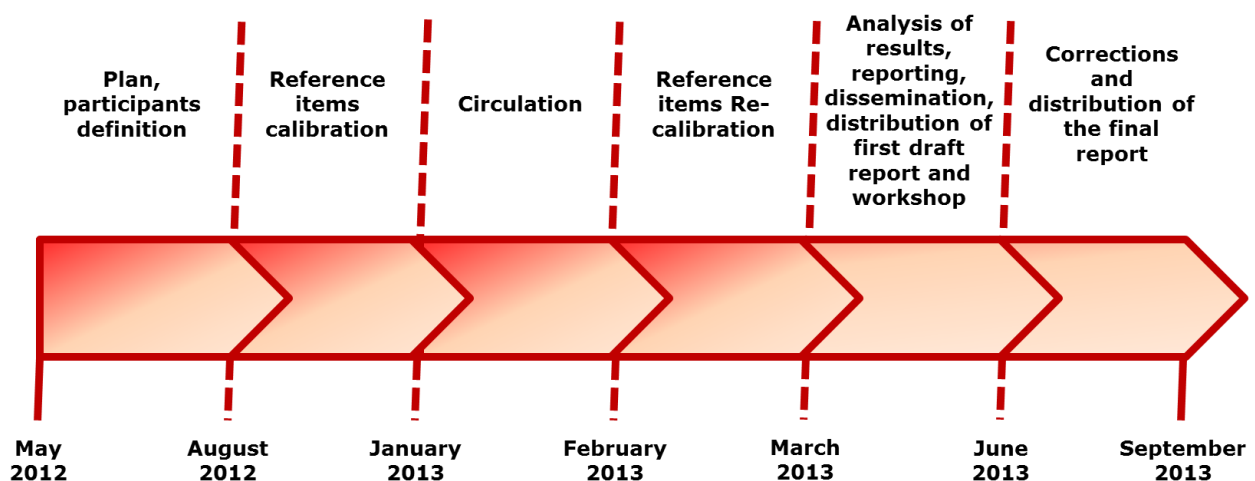 Plan,
participants
definition
Reference
items
calibration
Circulation
Reference
items Re-
calibration
Analysis of
results,
reporting,
dissemination,
distribution of
first draft
report and
workshop
Corrections
and
distribution of
the final
report
May
2012
August
2012
January
2013
February
2013
March
2013
June
2013
September
2013